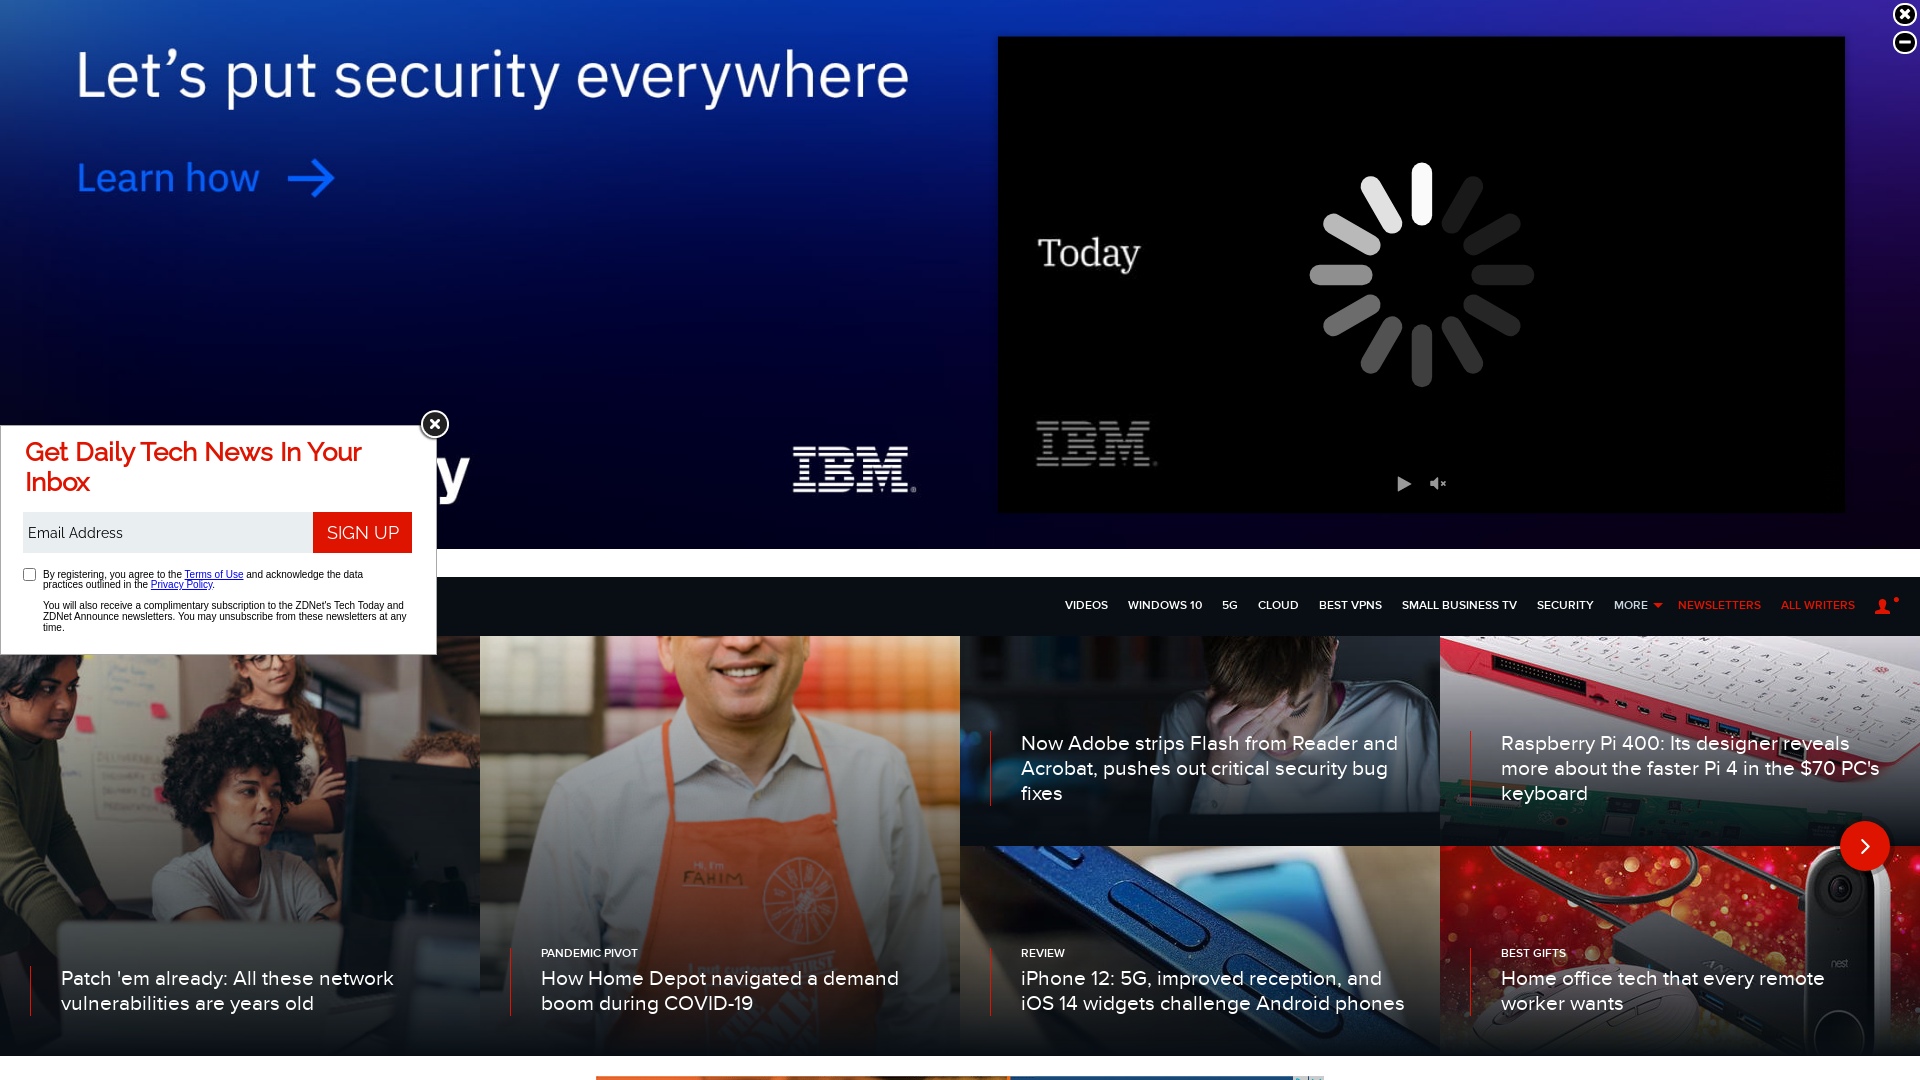 Let's put security everywhere
Learn how
Today
IBM
y
IBM
Get Daily Tech News In Your
Inbox
Email Address
SIGN UP
By registering, you agree to the Terms of Use and acknowledge the data
practices outlined in the Privacy Policy.
You will also receive a complimentary subscription to the ZDNet's Tech Today and
ZDNet Announce newsletters. You may unsubscribe from these newsletters at any
time.
VIDEOS
WINDOWS 10
5G
CLOUD
BEST VPNS
SMALL BUSINESS TV
SECURITY
MORE
NEWSLETTERS
ALL WRITERS
Patch 'em already: All these network
vulnerabilities are years old
Hi, I'm
FAHIM
PANDEMIC PIVOT
How Home Depot navigated a demand
boom during COVID-19
Now Adobe strips Flash from Reader and
Acrobat, pushes out critical security bug
fixes
REVIEW
iPhone 12: 5G, improved reception, and
iOS 14 widgets challenge Android phones
Raspberry Pi 400: Its designer reveals
more about the faster Pi 4 in the $70 PC's
keyboard
nest
BEST GIFTS
Home office tech that every remote
worker wants